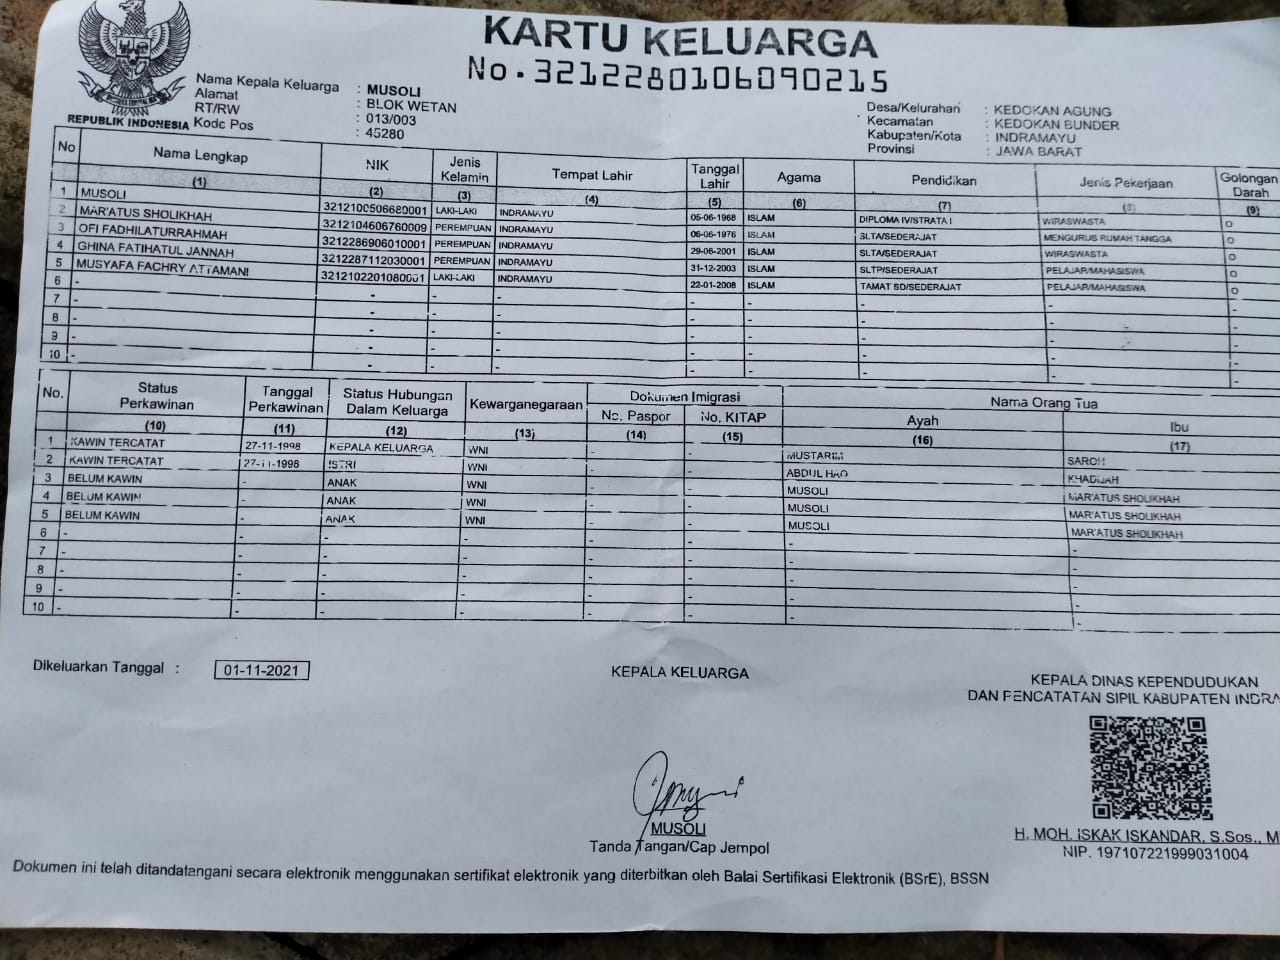 KARTU KELUARGA
No. 3212280106090215
REPUBLIK INDONESIA
Nama Kepala Keluarga : MUSOLI
Alamat : BLOK WETAN
RT/RW : 013/003
Kode Pos : 45280
Desa/Kelurahan : KEDOKAN AGUNG
Kecamatan : KEDOKAN BUNDER
Kabupaten/Kota : INDRAMAYU
Provinsi : JAWA BARAT
No Nama Lengkap NIK Jenis Kelamin Tempat Lahir Tanggal Lahir Agama Pendidikan Jenis Pekerjaan Golongan Darah
(1) (2) (3) (4) (5) (6) (7) (8) (9)
1 MUSOLI 3212100506680001 LAKI-LAKI INDRAMAYU 05-06-1968 ISLAM DIPLOMA IV/STRATA I WIRASWASTA O
2 MAR'ATUS SHOLIKHAH 3212104606760009 PEREMPUAN INDRAMAYU 06-06-1976 ISLAM SLTA/SEDERAJAT MENGURUS RUMAH TANGGA O
3 OFI FADHILATURRAHMAH 3212286906010001 PEREMPUAN INDRAMAYU 29-06-2001 ISLAM SLTA/SEDERAJAT WIRASWASTA O
4 GHINA FATIHATUL JANNAH 3212287112030001 PEREMPUAN INDRAMAYU 31-12-2003 ISLAM SLTP/SEDERAJAT PELAJAR/MAHASISWA O
5 MUSYAFA FACHRY ATTAMANI 3212102201080001 LAKI-LAKI INDRAMAYU 22-01-2008 ISLAM TAMAT SD/SEDERAJAT PELAJAR/MAHASISWA O
6 - - - - - - - - -
7 - - - - - - - - -
8 - - - - - - - - -
9 - - - - - - - - -
10 - - - - - - - - -
No. Status Perkawinan Tanggal Perkawinan Status Hubungan Dalam Keluarga Kewarganegaraan Dokumen Imigrasi Nama Orang Tua
No. Paspor No. KITAP Ayah Ibu
(10) (11) (12) (13) (14) (15) (16) (17)
1 KAWIN TERCATAT 27-11-1998 KEPALA KELUARGA WNI - - MUSTARIM SAROH
2 KAWIN TERCATAT 27-11-1998 ISTRI WNI - - ABDUL HAQ KHADIJAH
3 BELUM KAWIN - ANAK WNI - - MUSOLI MAR'ATUS SHOLIKHAH
4 BELUM KAWIN - ANAK WNI - - MUSOLI MAR'ATUS SHOLIKHAH
5 BELUM KAWIN - ANAK WNI - - MUSOLI MAR'ATUS SHOLIKHAH
6 - - - - - - - -
7 - - - - - - - -
8 - - - - - - - -
9 - - - - - - - -
10 - - - - - - - -
Dikeluarkan Tanggal : 01-11-2021
KEPALA KELUARGA
KEPALA DINAS KEPENDUDUKAN
DAN PENCATATAN SIPIL KABUPATEN INDRA
MUSOLI
Tanda Tangan/Cap Jempol
H. MOH. ISKAK ISKANDAR, S.Sos., M
NIP. 197107221999031004
Dokumen ini telah ditandatangani secara elektronik menggunakan sertifikat elektronik yang diterbitkan oleh Balai Sertifikasi Elektronik (BSrE), BSSN